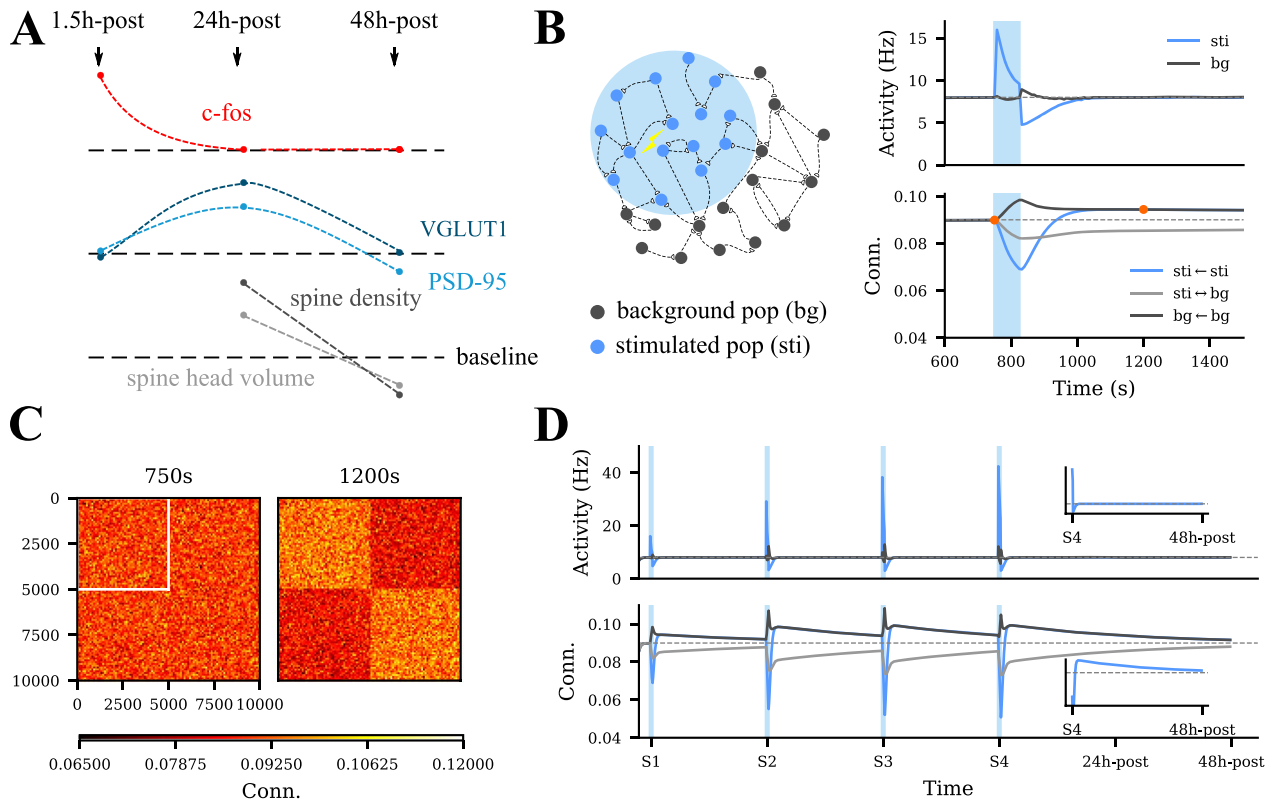 A
1.5h-post 24h-post 48h-post
c-fos
VGLUT1
PSD-95
spine density
baseline
spine head volume
B
background pop (bg)
stimulated pop (sti)
Activity (Hz)
15
10
5
0
sti
bg
Conn.
0.10
0.08
0.06
0.04
sti ← sti
sti ↔ bg
bg ← bg
600 800 1000 1200 1400
Time (s)
C
750s 1200s
0
2500
5000
7500
10000
0 2500 5000 7500 10000
0.06500 0.07875 0.09250 0.10625 0.12000
Conn.
D
Activity (Hz)
40
20
0
S4 48h-post
Conn.
0.10
0.08
0.06
0.04
S4 48h-post
S1 S2 S3 S4 24h-post 48h-post
Time